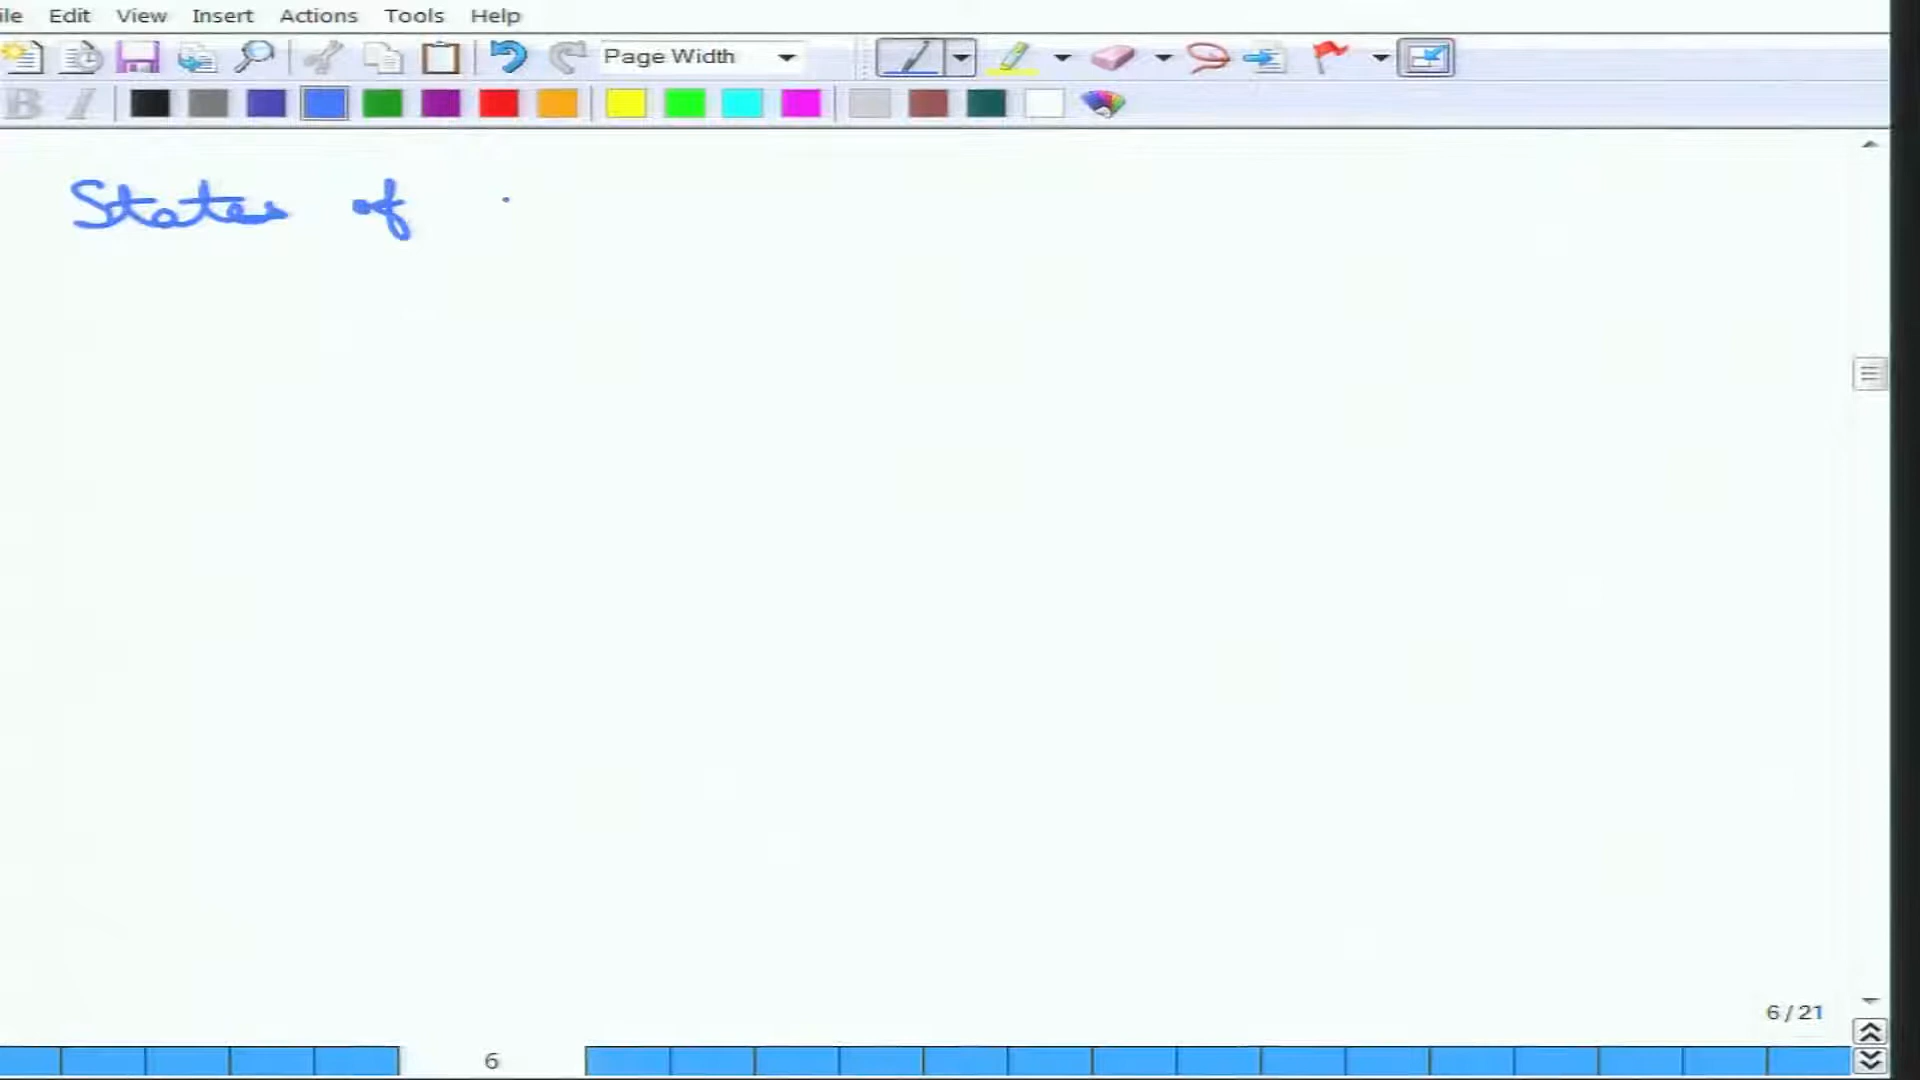 ile Edit View Insert Actions Tools Help
Page Width
B I
States of
6 / 21
6